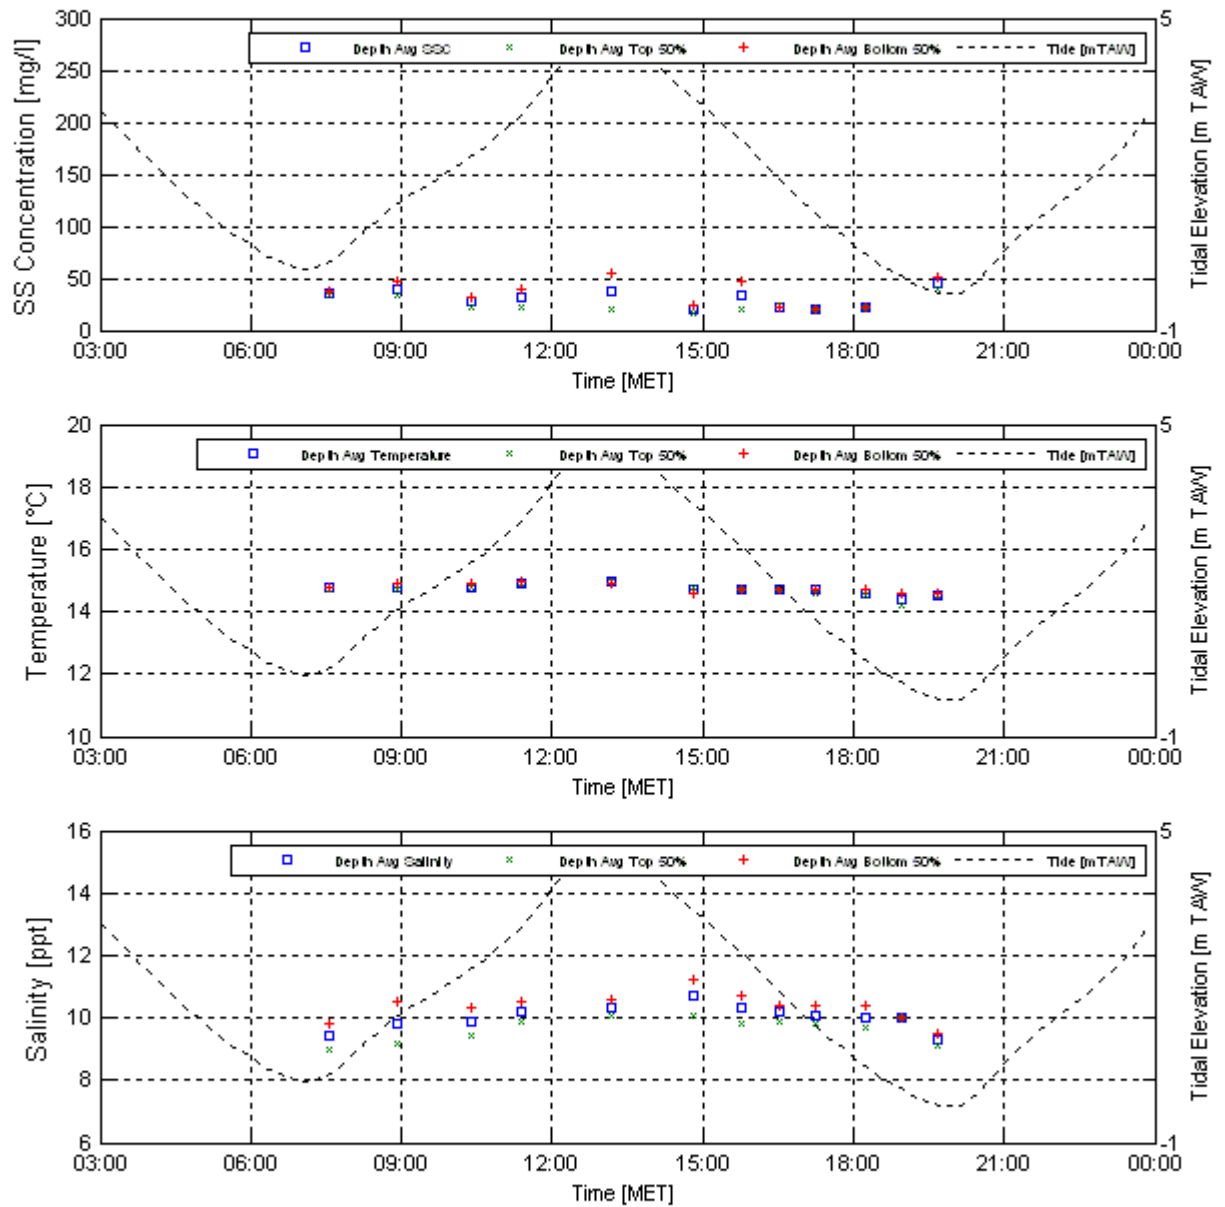 300
250
200
150
100
50
0
SS Concentration [mg/l]
Depth Avg SSC Depth Avg Top 50% Depth Avg Bottom 50% Tide [mTAW]
5
-1
Tidal Elevation [m TAW]
03:00 06:00 09:00 12:00 15:00 18:00 21:00 00:00
Time [MET]
20
18
16
14
12
10
Temperature [°C]
Depth Avg Temperature Depth Avg Top 50% Depth Avg Bottom 50% Tide [mTAW]
5
-1
Tidal Elevation [m TAW]
03:00 06:00 09:00 12:00 15:00 18:00 21:00 00:00
Time [MET]
16
14
12
10
8
6
Salinity [ppt]
Depth Avg Salinity Depth Avg Top 50% Depth Avg Bottom 50% Tide [mTAW]
5
-1
Tidal Elevation [m TAW]
03:00 06:00 09:00 12:00 15:00 18:00 21:00 00:00
Time [MET]